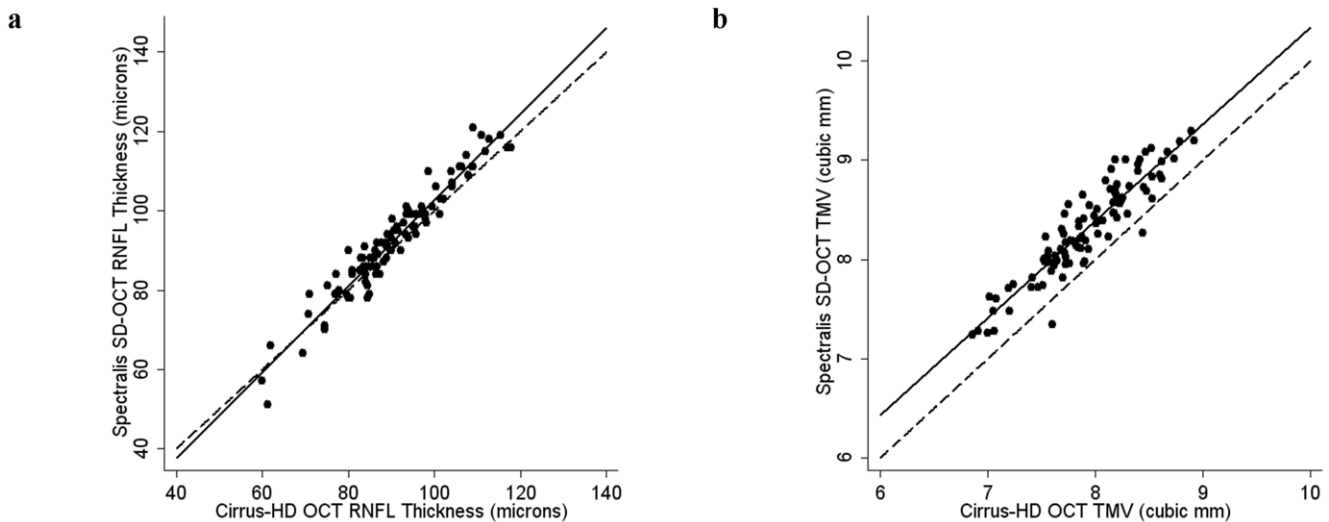 a
Spectralis SD-OCT RNFL Thickness (microns)
140
120
100
80
60
40
40 60 80 100 120 140
Cirrus-HD OCT RNFL Thickness (microns)
b
Spectralis SD-OCT TMV (cubic mm)
10
9
8
7
6
6 7 8 9 10
Cirrus-HD OCT TMV (cubic mm)